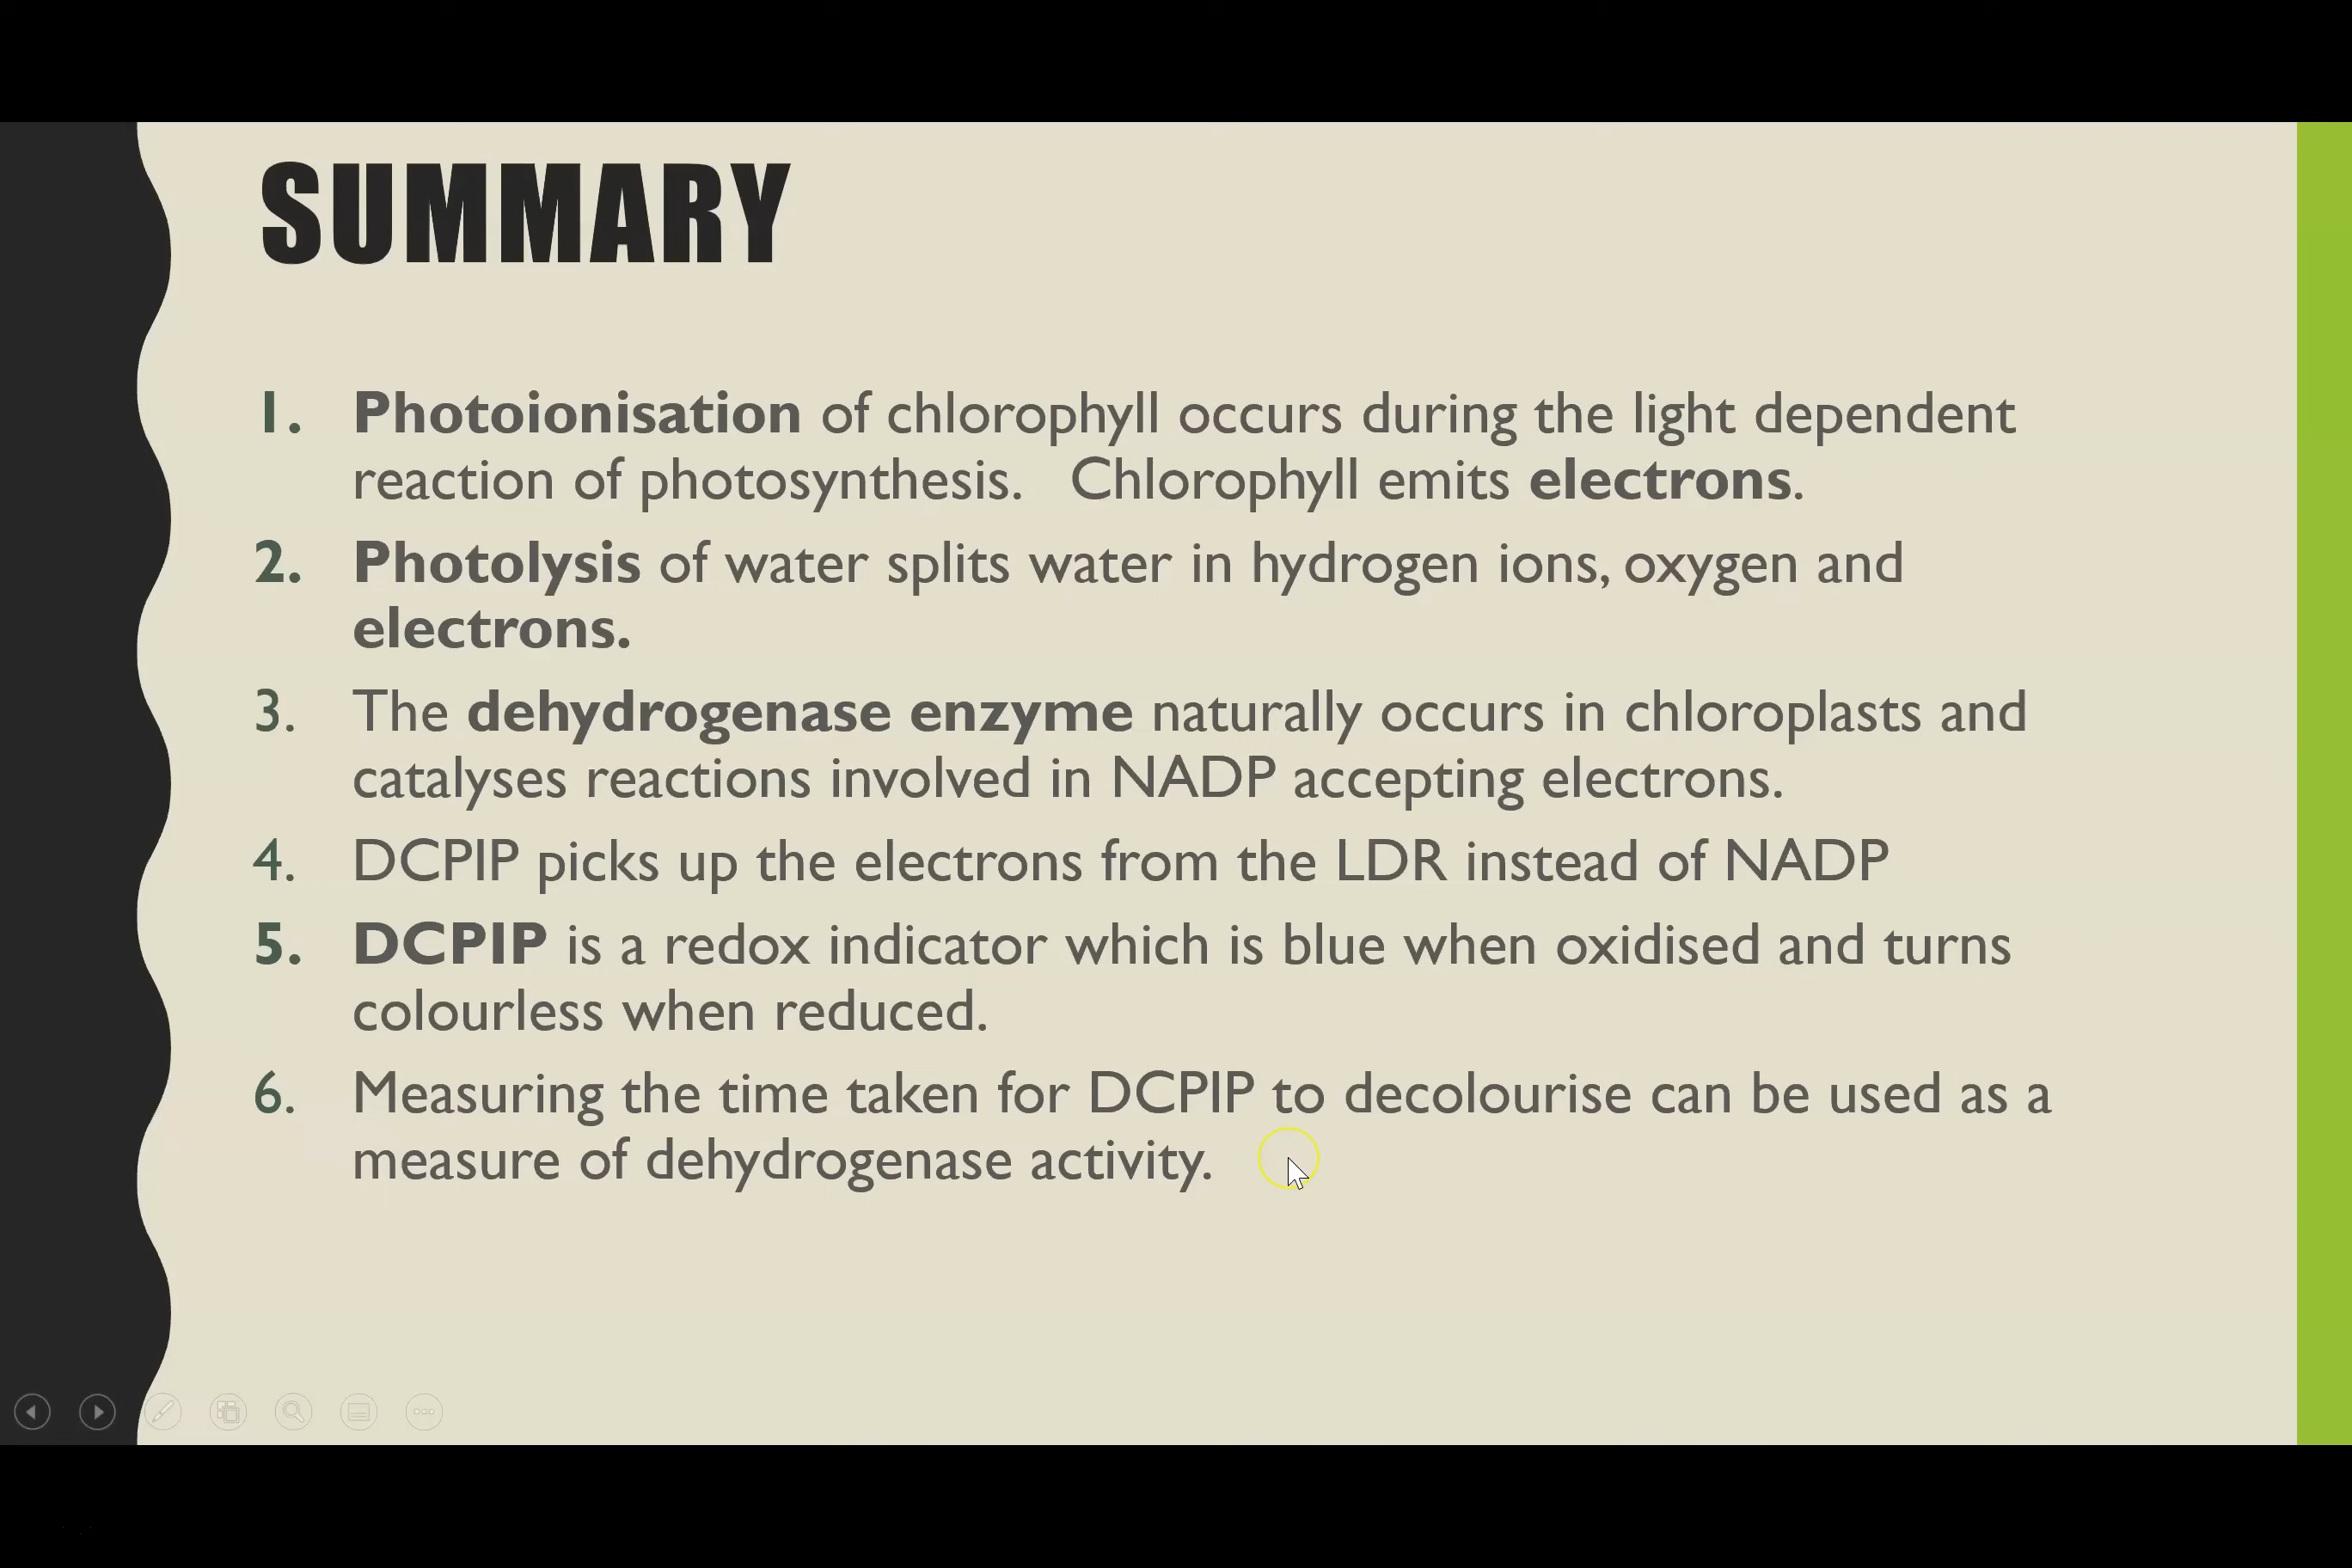 SUMMARY
1. Photoionisation of chlorophyll occurs during the light dependent
reaction of photosynthesis. Chlorophyll emits electrons.
2. Photolysis of water splits water in hydrogen ions, oxygen and
electrons.
3. The dehydrogenase enzyme naturally occurs in chloroplasts and
catalyses reactions involved in NADP accepting electrons.
4. DCPIP picks up the electrons from the LDR instead of NADP
5. DCPIP is a redox indicator which is blue when oxidised and turns
colourless when reduced.
6. Measuring the time taken for DCPIP to decolourise can be used as a
measure of dehydrogenase activity.